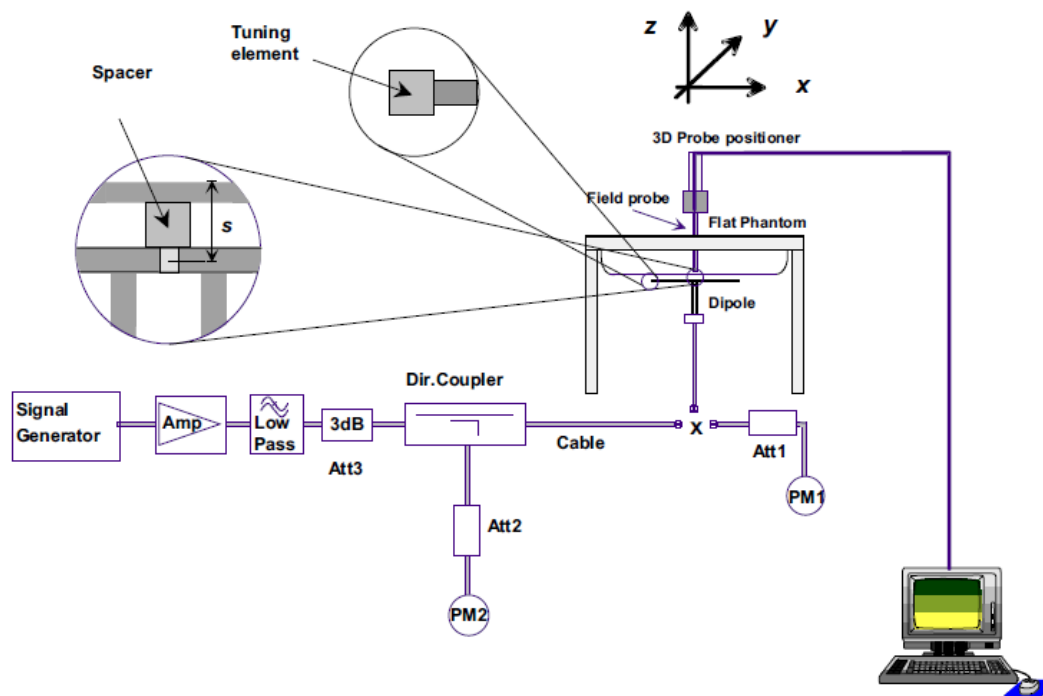 Tuning
element
Spacer
z
y
x
3D Probe positioner
Field probe
Flat Phantom
s
Dipole
Dir.Coupler
Signal
Generator
Amp
Low
Pass
3dB
Att3
Cable
x
Att1
PM1
Att2
PM2